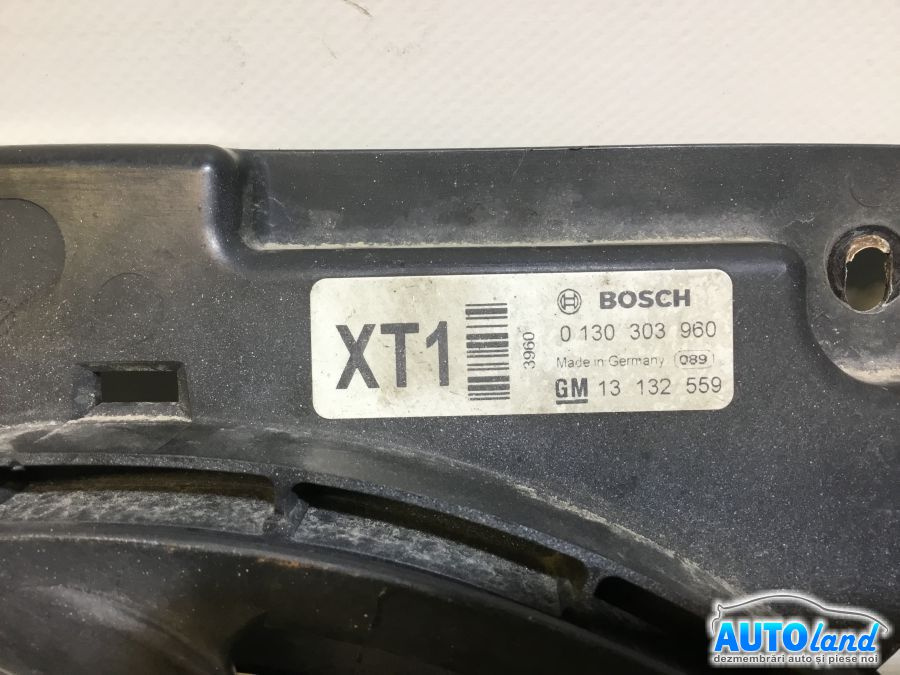 XT1
3960
BOSCH
0 130 303 960
Made in Germany 089
GM 13 132 559
AUTOland
dezmembrări auto și piese noi